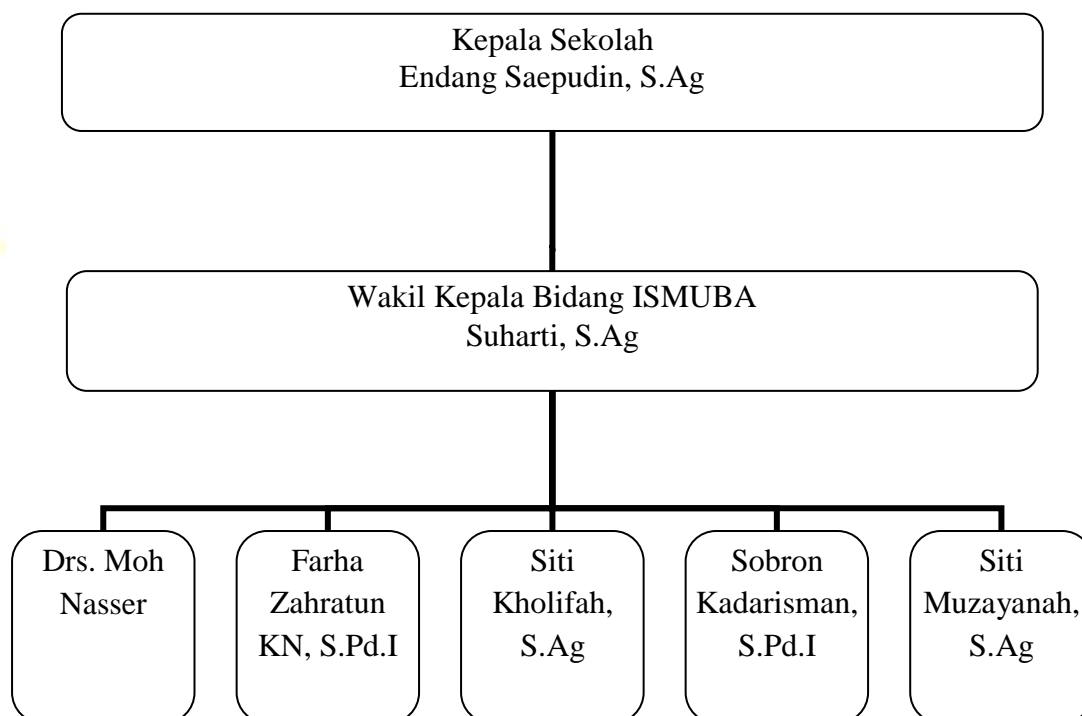 Kepala Sekolah
Endang Saepudin, S.Ag
Wakil Kepala Bidang ISMUBA
Suharti, S.Ag
Drs. Moh
Nasser
Farha
Zahratun
KN, S.Pd.I
Siti
Kholifah,
S.Ag
Sobron
Kadarisman,
S.Pd.I
Siti
Muzayanah,
S.Ag